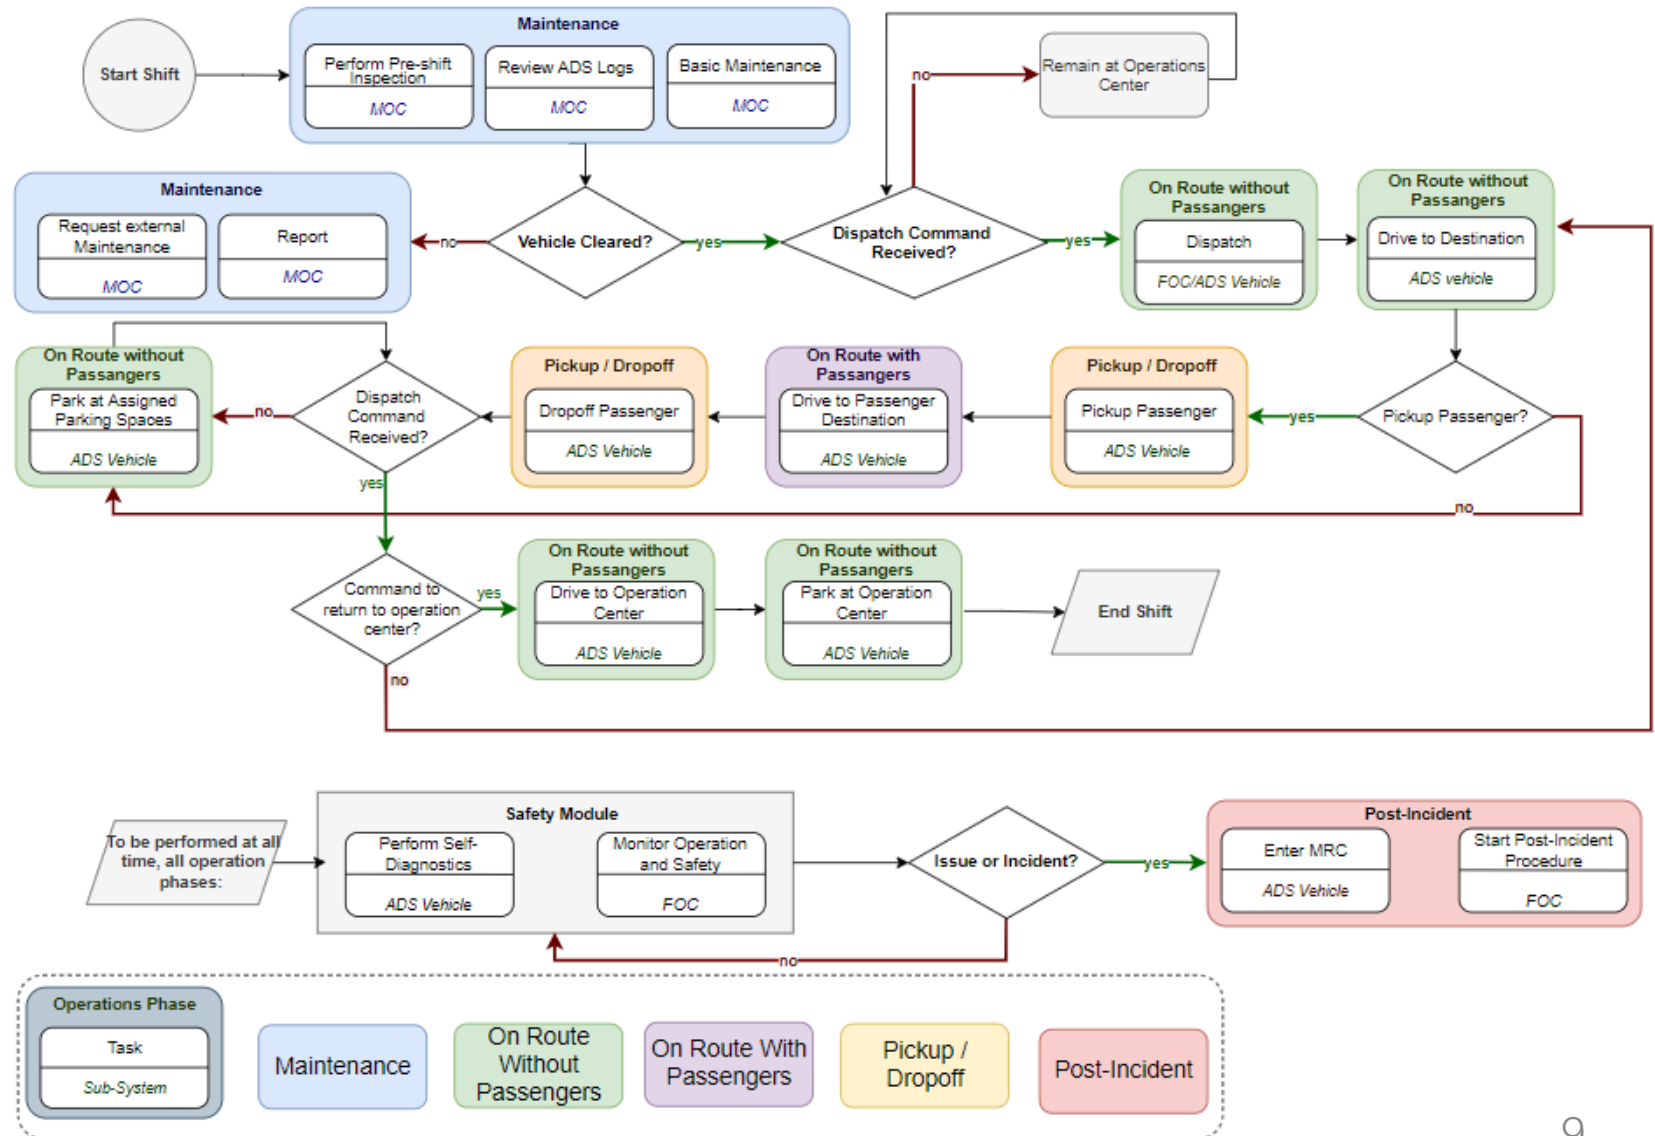 Start Shift
Maintenance
Perform Pre-shift
Inspection
MOC
Review ADS Logs
MOC
Basic Maintenance
MOC
no
Remain at Operations
Center
Maintenance
Request external
Maintenance
MOC
Report
MOC
no
Vehicle Cleared?
yes
Dispatch Command
Received?
yes
On Route without
Passangers
Dispatch
FOC/ADS Vehicle
On Route without
Passangers
Drive to Destination
ADS vehicle
On Route without
Passangers
Park at Assigned
Parking Spaces
ADS Vehicle
no
Dispatch
Command
Received?
yes
Pickup / Dropoff
Dropoff Passenger
ADS Vehicle
On Route with
Passangers
Drive to Passenger
Destination
ADS Vehicle
Pickup / Dropoff
Pickup Passenger
ADS Vehicle
yes
Pickup Passenger?
no
Command to
return to operation
center?
yes
no
On Route without
Passangers
Drive to Operation
Center
ADS Vehicle
On Route without
Passangers
Park at Operation
Center
ADS Vehicle
End Shift
To be performed at all
time, all operation
phases:
Safety Module
Perform Self-
Diagnostics
ADS Vehicle
Monitor Operation
and Safety
FOC
Issue or Incident?
yes
no
Post-Incident
Enter MRC
ADS Vehicle
Start Post-Incident
Procedure
FOC
Operations Phase
Task
Sub-System
Maintenance
On Route
Without
Passengers
On Route With
Passengers
Pickup /
Dropoff
Post-Incident
9